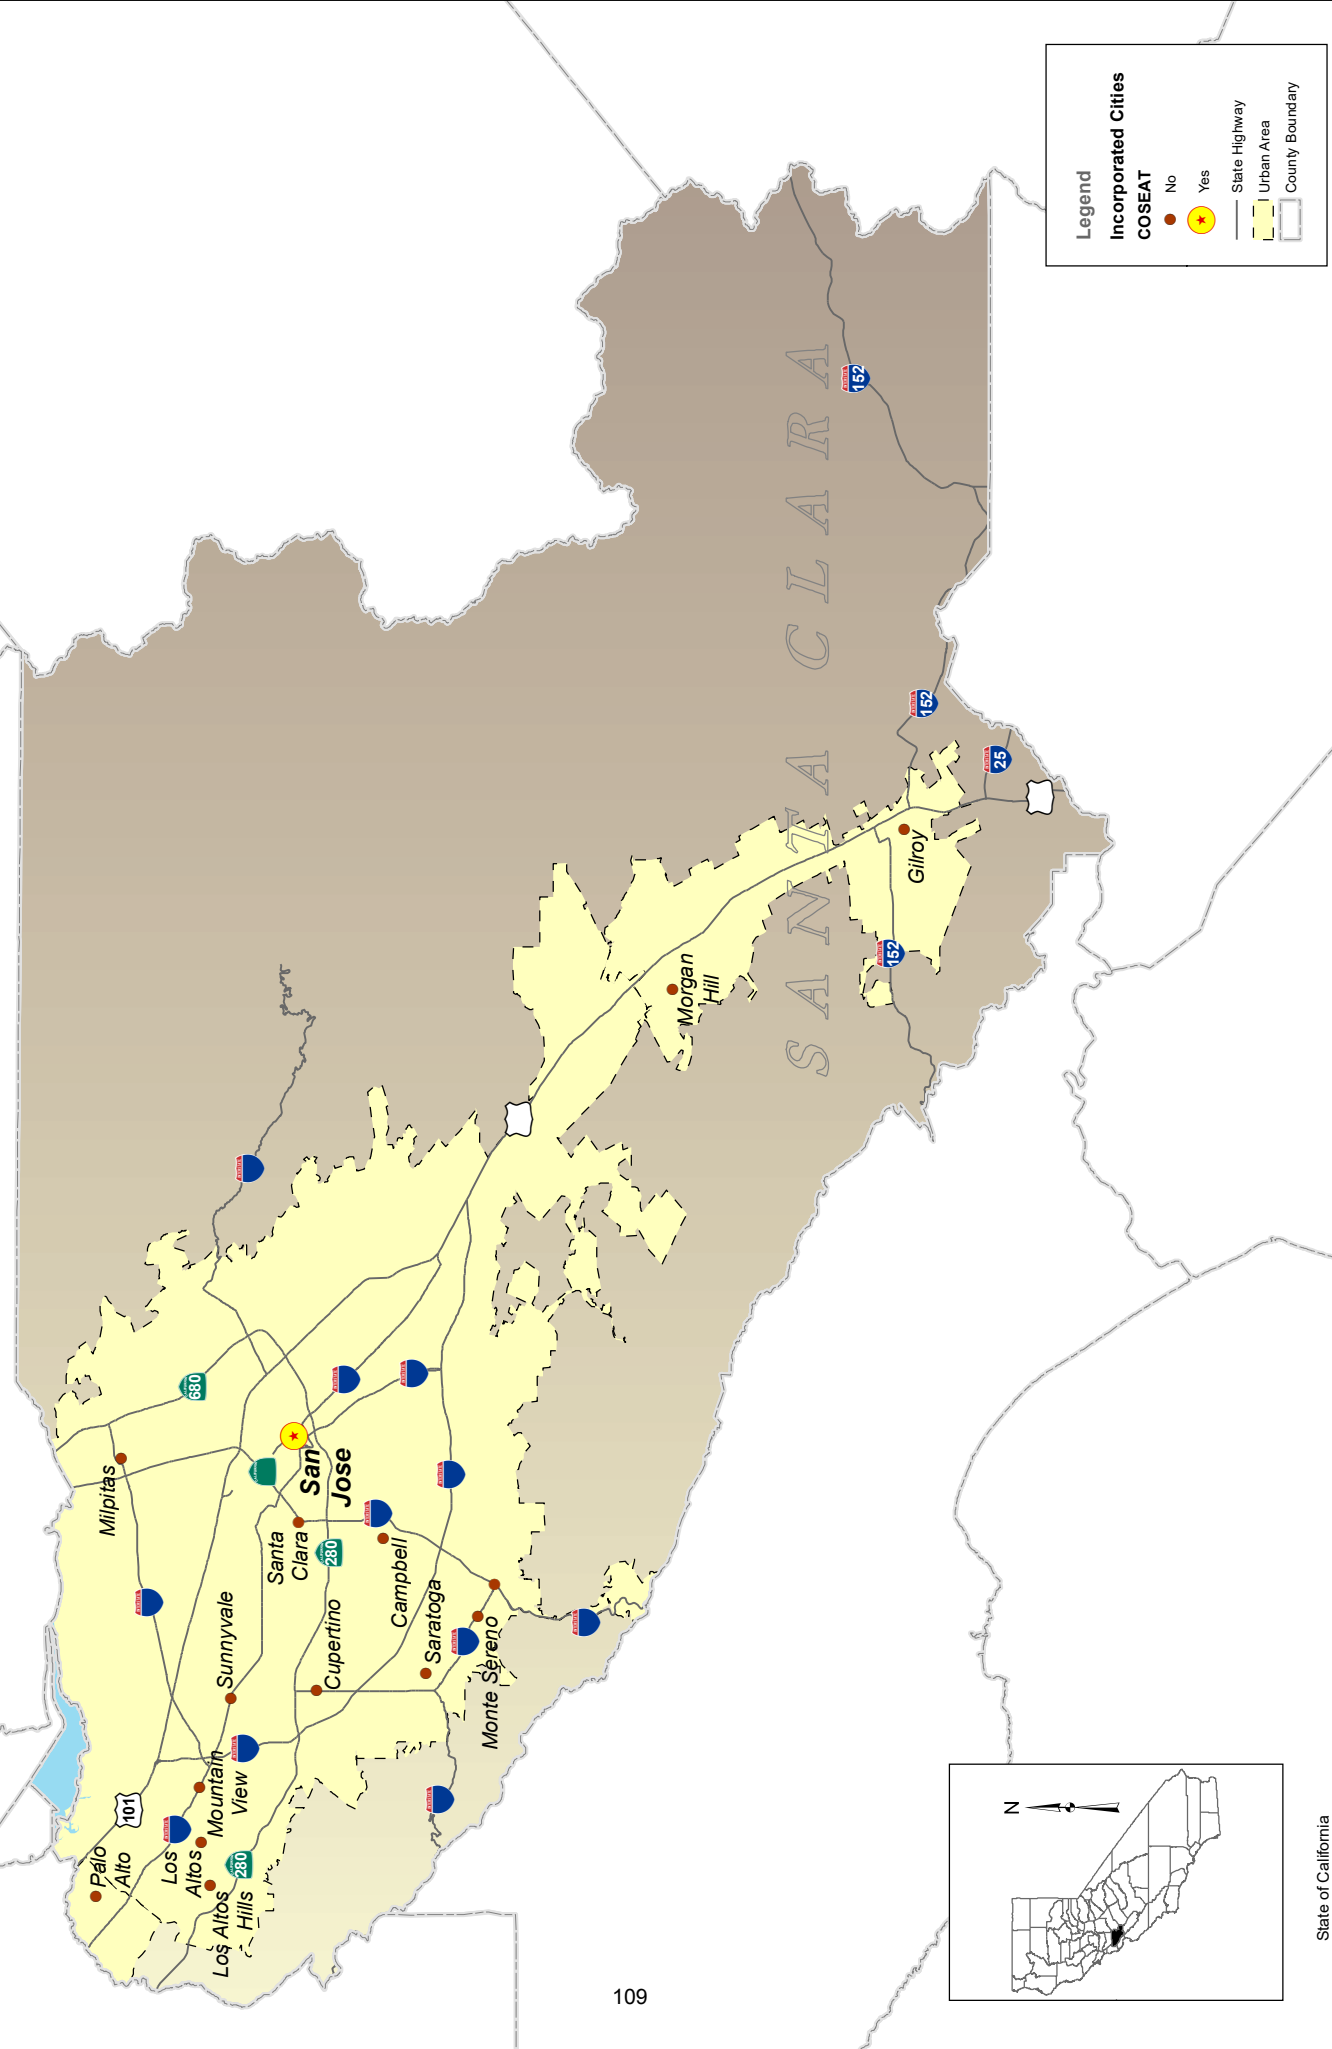 Legend
Incorporated Cities
COSEAT
No
Yes
State Highway
Urban Area
County Boundary
SANTA CLARA
152
152
25
Gilroy
152
Morgan
Hill
680
Milpitas
San
Jose
Santa
Clara
280
Campbell
Sunnyvale
Cupertino
Saratoga
Monte Sereno
101
Mountain
View
Palo
Alto
Los
Altos
280
Los Altos
Hills
N
State of California
109